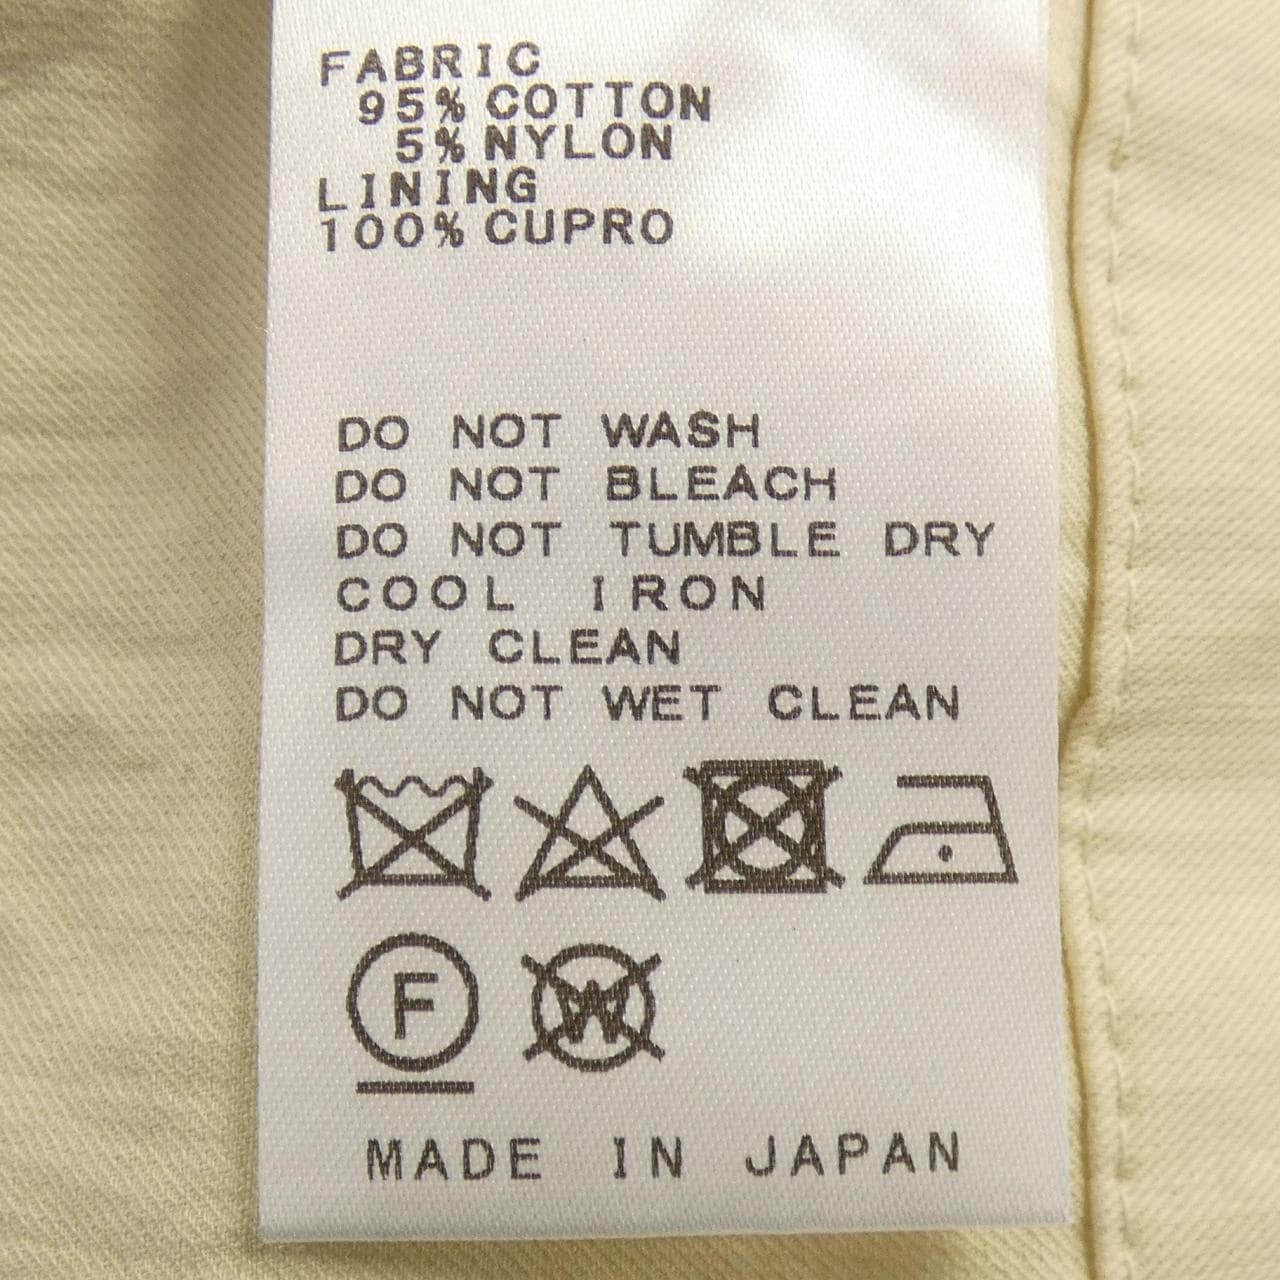 FABRIC
95% COTTON
5% NYLON
LINING
100% CUPRO
DO NOT WASH
DO NOT BLEACH
DO NOT TUMBLE DRY
COOL IRON
DRY CLEAN
DO NOT WET CLEAN
F W
MADE IN JAPAN